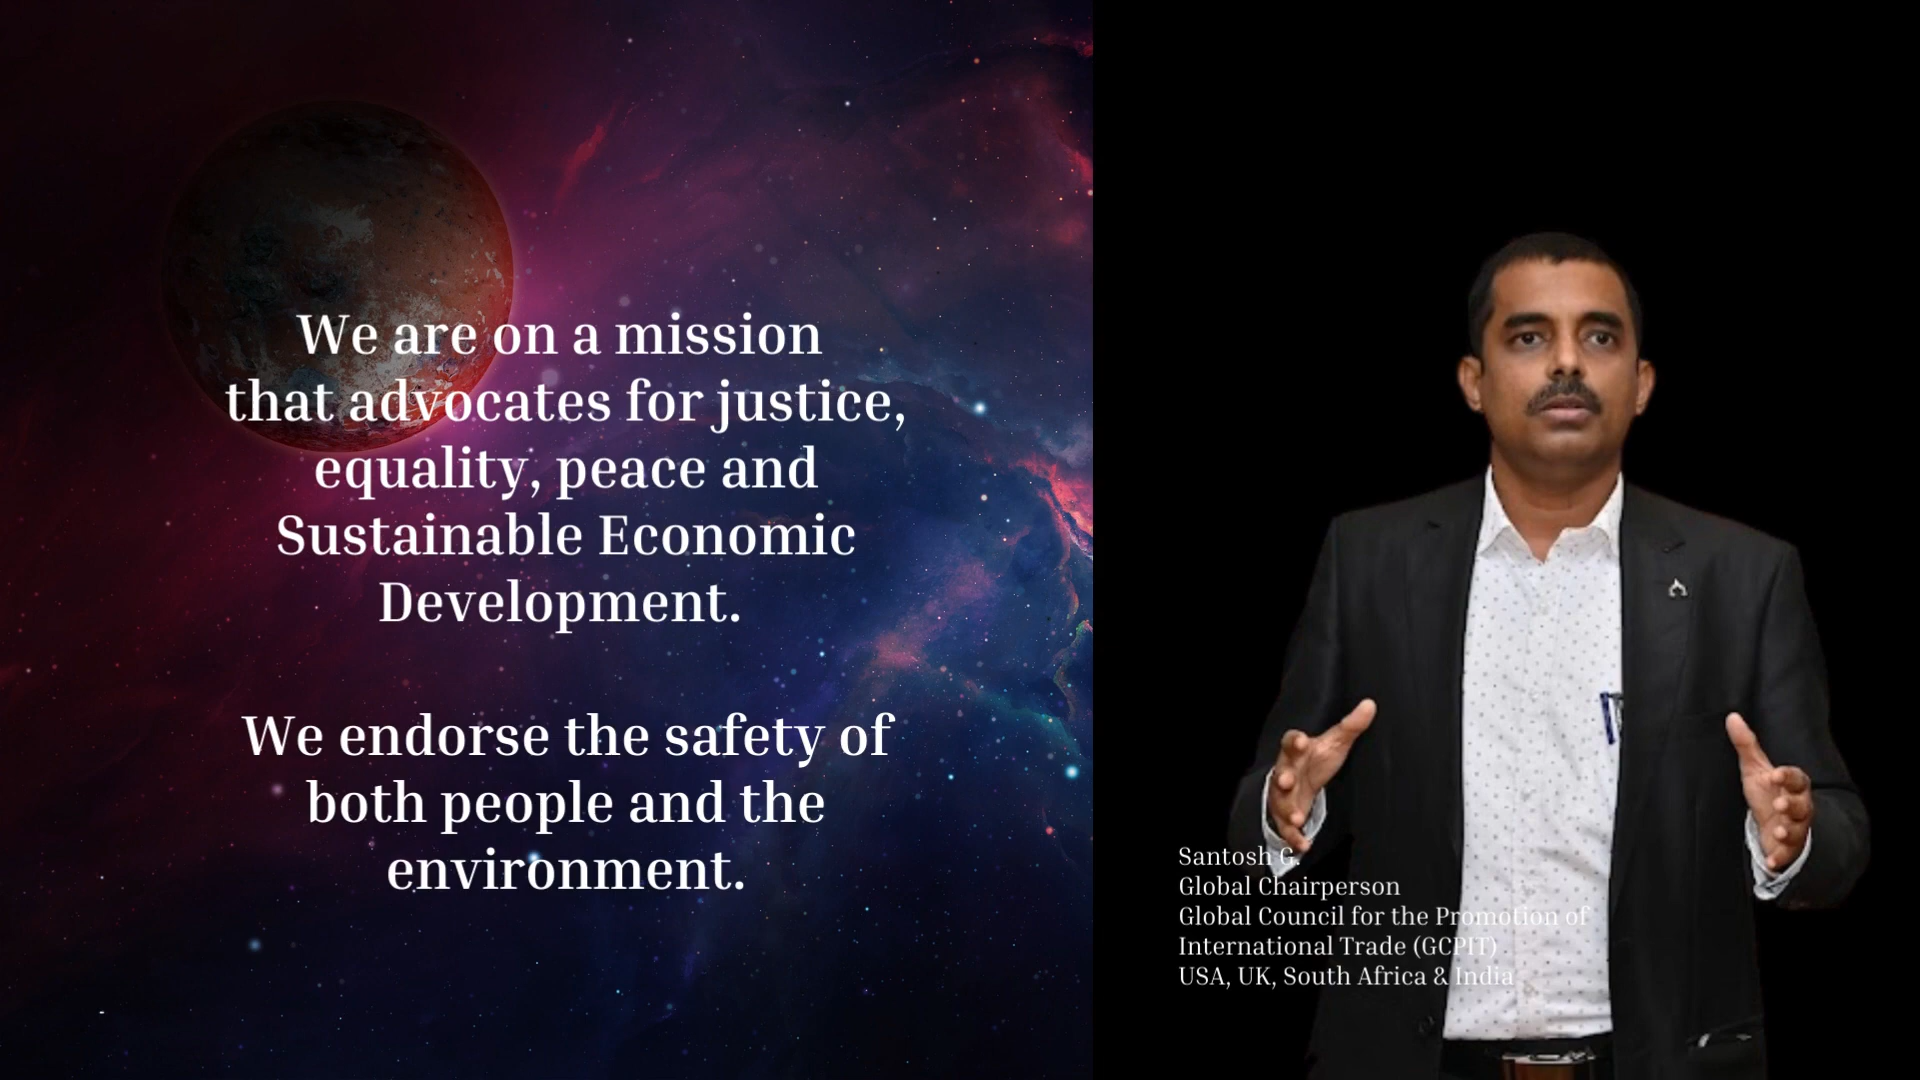 We are on a mission
that advocates for justice,
equality, peace and
Sustainable Economic
Development.
We endorse the safety of
both people and the
environment.
Santosh G.
Global Chairperson
Global Council for the Promotion of
International Trade (GCPIT)
USA, UK, South Africa & India